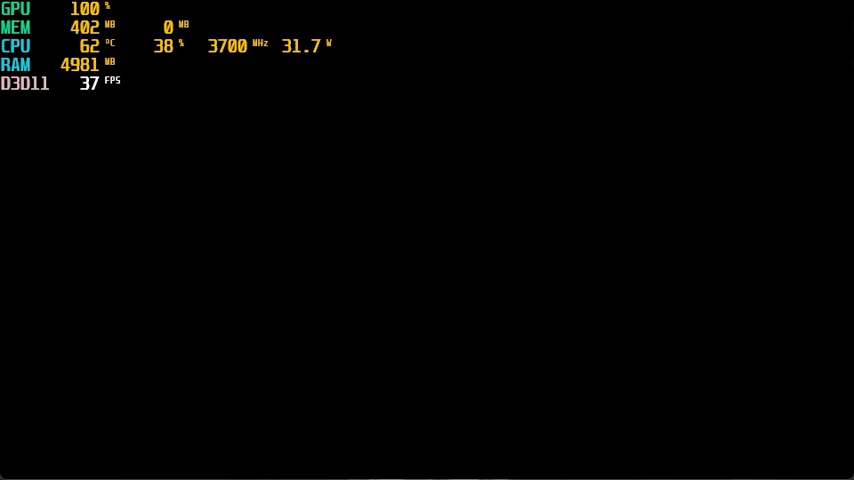 GPU 100 %
MEM 402 MB 0 MB
CPU 62 °C 38 % 3700 MHz 31.7 W
RAM 4981 MB
D3D11 37 FPS